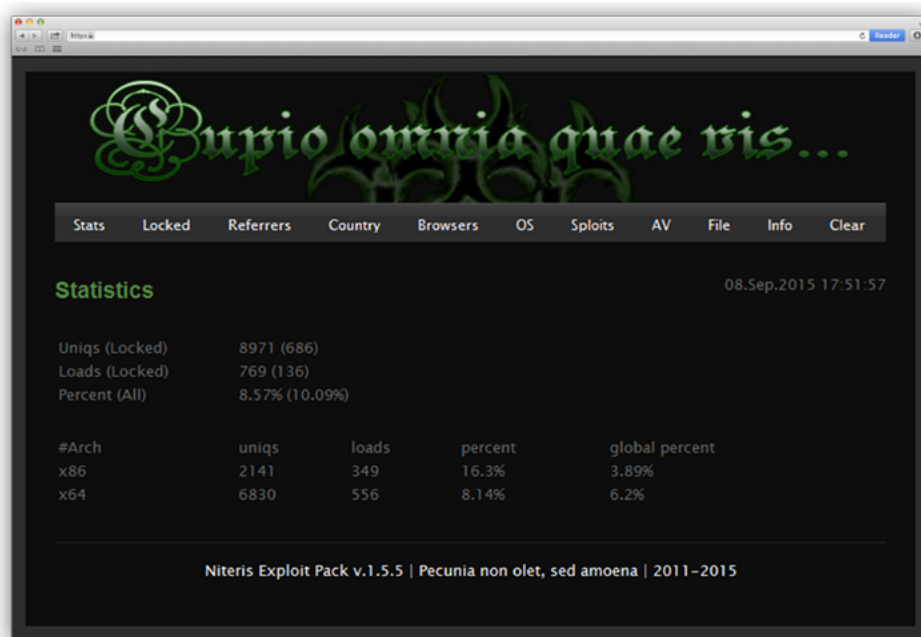 https
Reader
Cupio omnia quae vis...
Stats Locked Referrers Country Browsers OS Sploits AV File Info Clear
Statistics
08.Sep.2015 17:51:57
Uniqs (Locked) 8971 (686)
Loads (Locked) 769 (136)
Percent (All) 8.57% (10.09%)
#Arch uniqs loads percent global percent
x86 2141 349 16.3% 3.89%
x64 6830 556 8.14% 6.2%
Niteris Exploit Pack v.1.5.5 | Pecunia non olet, sed amoena | 2011-2015